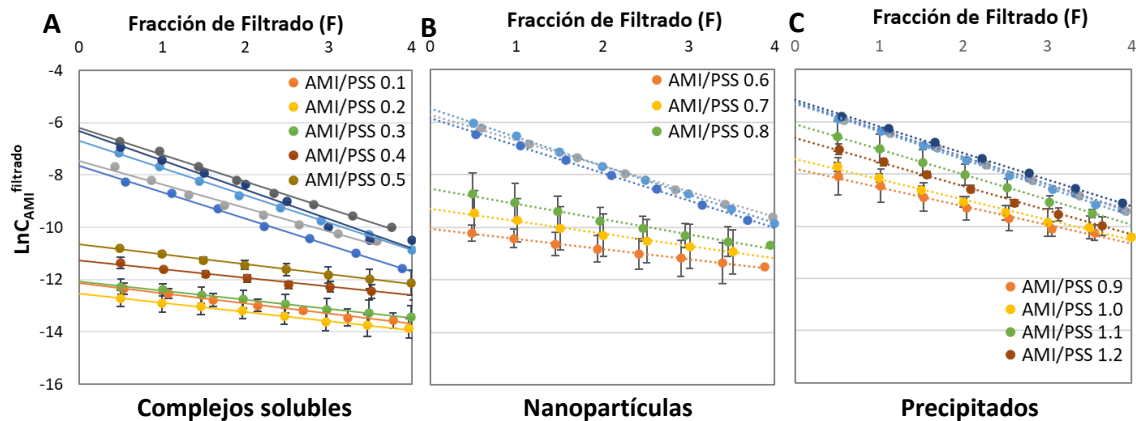 A
Fracción de Filtrado (F)
0 1 2 3 4
-4
-6
-8
-10
-12
-14
-16
LnC_AMI^filtrado
AMI/PSS 0.1
AMI/PSS 0.2
AMI/PSS 0.3
AMI/PSS 0.4
AMI/PSS 0.5
Complejos solubles
B
Fracción de Filtrado (F)
0 1 2 3 4
AMI/PSS 0.6
AMI/PSS 0.7
AMI/PSS 0.8
Nanopartículas
C
Fracción de Filtrado (F)
0 1 2 3 4
AMI/PSS 0.9
AMI/PSS 1.0
AMI/PSS 1.1
AMI/PSS 1.2
Precipitados